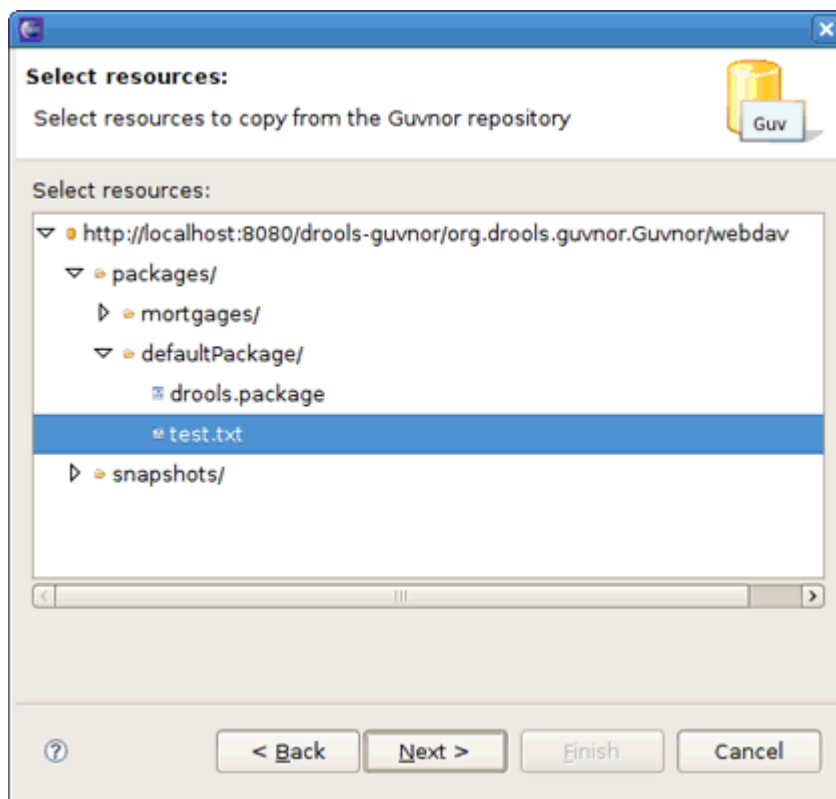 Select resources:
Select resources to copy from the Guvnor repository
Guv
Select resources:
http://localhost:8080/drools-guvnor/org.drools.guvnor.Guvnor/webdav
packages/
mortgages/
defaultPackage/
drools.package
test.txt
snapshots/
?
< Back
Next >
Finish
Cancel